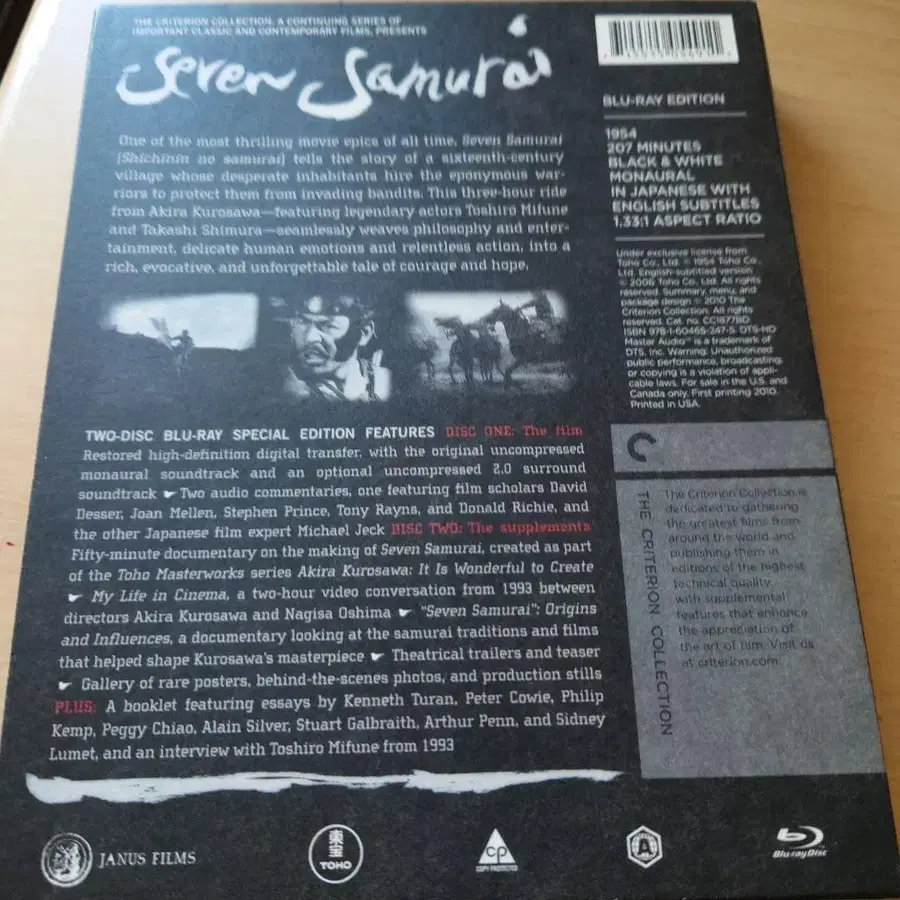 THE CRITERION COLLECTION, A CONTINUING SERIES OF
IMPORTANT CLASSIC AND CONTEMPORARY FILMS, PRESENTS
Seven Samurai
One of the most thrilling movie epics of all time, Seven Samurai
(Shichinin no samurai) tells the story of a sixteenth-century
village whose desperate inhabitants hire the eponymous war-
riors to protect them from invading bandits. This three-hour ride
from Akira Kurosawa—featuring legendary actors Toshiro Mifune
and Takashi Shimura—seamlessly weaves philosophy and enter-
tainment, delicate human emotions and relentless action, into a
rich, evocative, and unforgettable tale of courage and hope.
TWO-DISC BLU-RAY SPECIAL EDITION FEATURES DISC ONE: The film
Restored high-definition digital transfer, with the original uncompressed
monaural soundtrack and an optional uncompressed 2.0 surround
soundtrack ☛ Two audio commentaries, one featuring film scholars David
Desser, Joan Mellen, Stephen Prince, Tony Rayns, and Donald Richie, and
the other Japanese film expert Michael Jeck DISC TWO: The supplements
Fifty-minute documentary on the making of Seven Samurai, created as part
of the Toho Masterworks series Akira Kurosawa: It Is Wonderful to Create
☛ My Life in Cinema, a two-hour video conversation from 1993 between
directors Akira Kurosawa and Nagisa Oshima ☛ "Seven Samurai": Origins
and Influences, a documentary looking at the samurai traditions and films
that helped shape Kurosawa's masterpiece ☛ Theatrical trailers and teaser
☛ Gallery of rare posters, behind-the-scenes photos, and production stills
PLUS: A booklet featuring essays by Kenneth Turan, Peter Cowie, Philip
Kemp, Peggy Chiao, Alain Silver, Stuart Galbraith, Arthur Penn, and Sidney
Lumet, and an interview with Toshiro Mifune from 1993
BLU-RAY EDITION
1954
207 MINUTES
BLACK & WHITE
MONAURAL
IN JAPANESE WITH
ENGLISH SUBTITLES
1.33:1 ASPECT RATIO
Under exclusive license from
Toho Co., Ltd. © 1954 Toho Co.,
Ltd. English-subtitled version
© 2006 Toho Co., Ltd. All rights
reserved. Summary, menu, and
package design © 2010 The
Criterion Collection. All rights
reserved. Cat. no. CC1877BD.
ISBN 978-1-60465-247-5. DTS-HD
Master Audio™ is a trademark of
DTS, Inc. Warning: Unauthorized
public performance, broadcasting,
or copying is a violation of appli-
cable laws. For sale in the U.S. and
Canada only. First printing 2010.
Printed in USA.
THE CRITERION COLLECTION
The Criterion Collection is
dedicated to gathering
the greatest films from
around the world and
publishing them in
editions of the highest
technical quality,
with supplemental
features that enhance
the appreciation of
the art of film. Visit us
at criterion.com.
JANUS FILMS
東宝
TOHO
cp
COPY PROTECTED
A
Blu-ray Disc